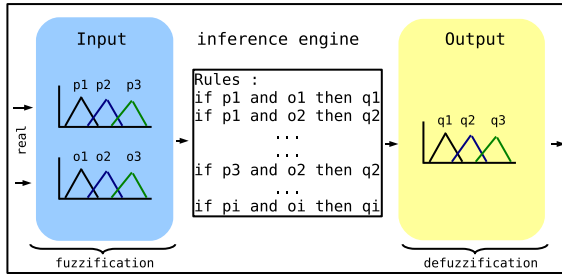 Input
inference engine
Output
p1 p2 p3
o1 o2 o3
real
Rules :
if p1 and o1 then q1
if p1 and o2 then q2
...
...
if p3 and o2 then q2
...
if pi and oi then qi
q1 q2 q3
fuzzification
defuzzification